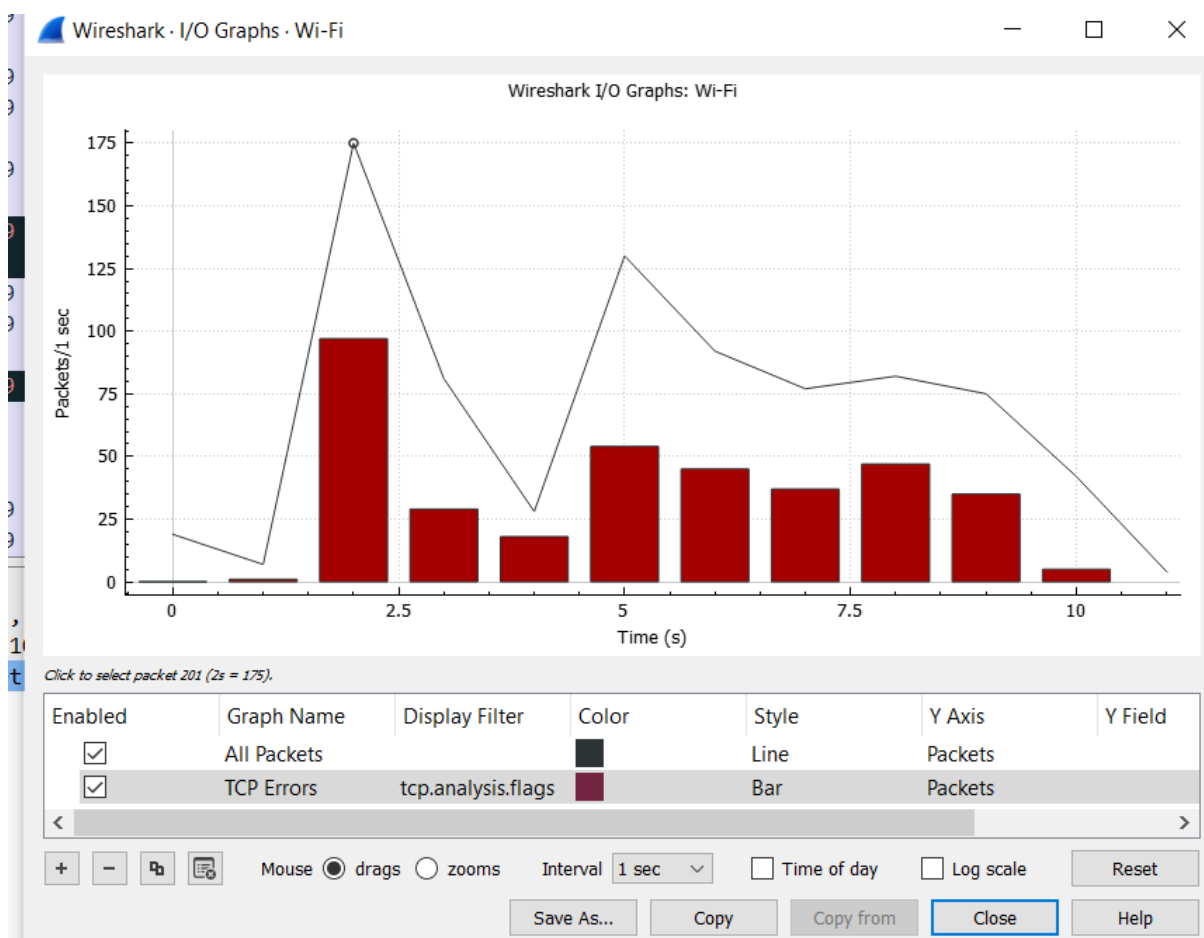 Wireshark · I/O Graphs · Wi-Fi
Wireshark I/O Graphs: Wi-Fi
175
150
125
100
75
50
25
0
Packets/1 sec
0 2.5 5 7.5 10
Time (s)
Click to select packet 201 (2s = 175).
Enabled Graph Name Display Filter Color Style Y Axis Y Field
All Packets Line Packets
TCP Errors tcp.analysis.flags Bar Packets
+ − Mouse drags zooms Interval 1 sec Time of day Log scale Reset
Save As... Copy Copy from Close Help